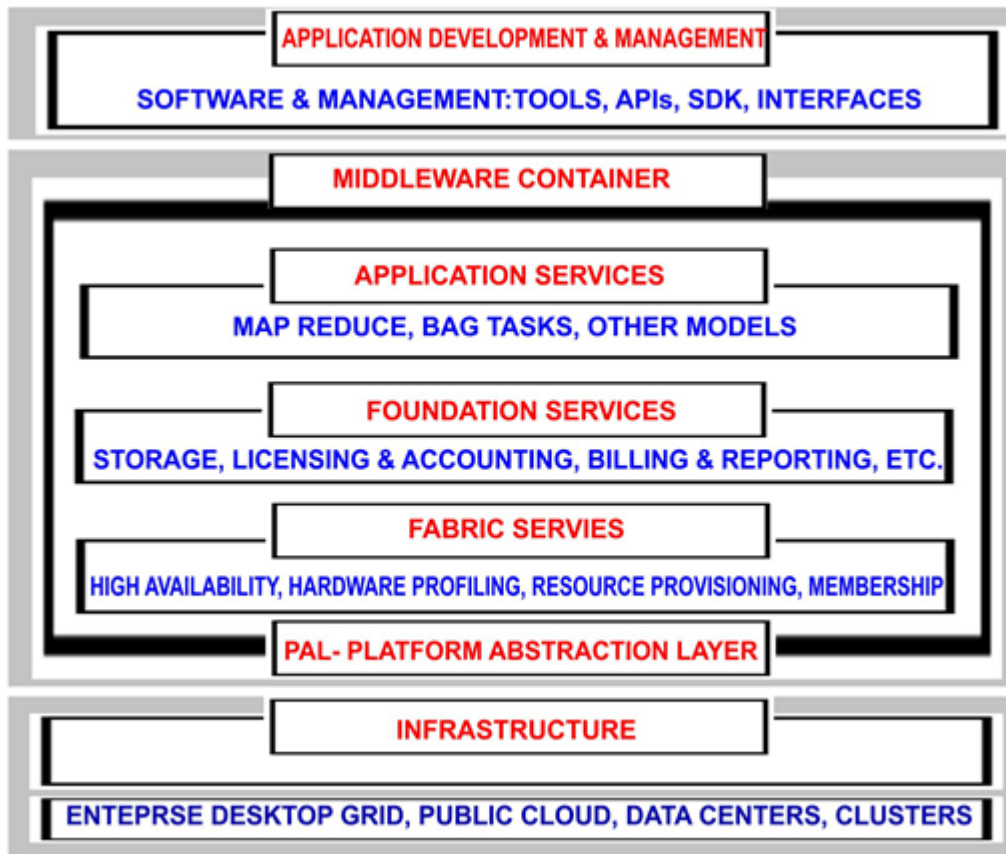 APPLICATION DEVELOPMENT & MANAGEMENT
SOFTWARE & MANAGEMENT:TOOLS, APIs, SDK, INTERFACES
MIDDLEWARE CONTAINER
APPLICATION SERVICES
MAP REDUCE, BAG TASKS, OTHER MODELS
FOUNDATION SERVICES
STORAGE, LICENSING & ACCOUNTING, BILLING & REPORTING, ETC.
FABRIC SERVIES
HIGH AVAILABILITY, HARDWARE PROFILING, RESOURCE PROVISIONING, MEMBERSHIP
PAL- PLATFORM ABSTRACTION LAYER
INFRASTRUCTURE
ENTEPRSE DESKTOP GRID, PUBLIC CLOUD, DATA CENTERS, CLUSTERS